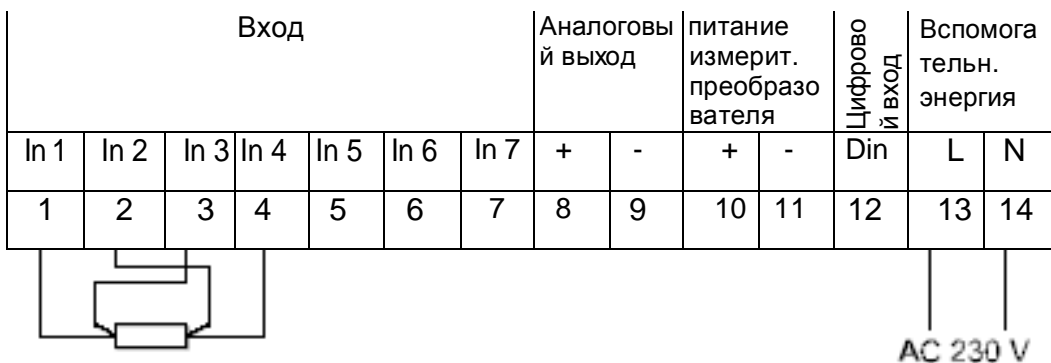 Вход
Аналоговы
й выход
питание
измерит.
преобразо
вателя
Цифрово
й вход
Вспомога
тельн.
энергия
In 1 In 2 In 3 In 4 In 5 In 6 In 7 + - + - Din L N
1 2 3 4 5 6 7 8 9 10 11 12 13 14
AC 230 V